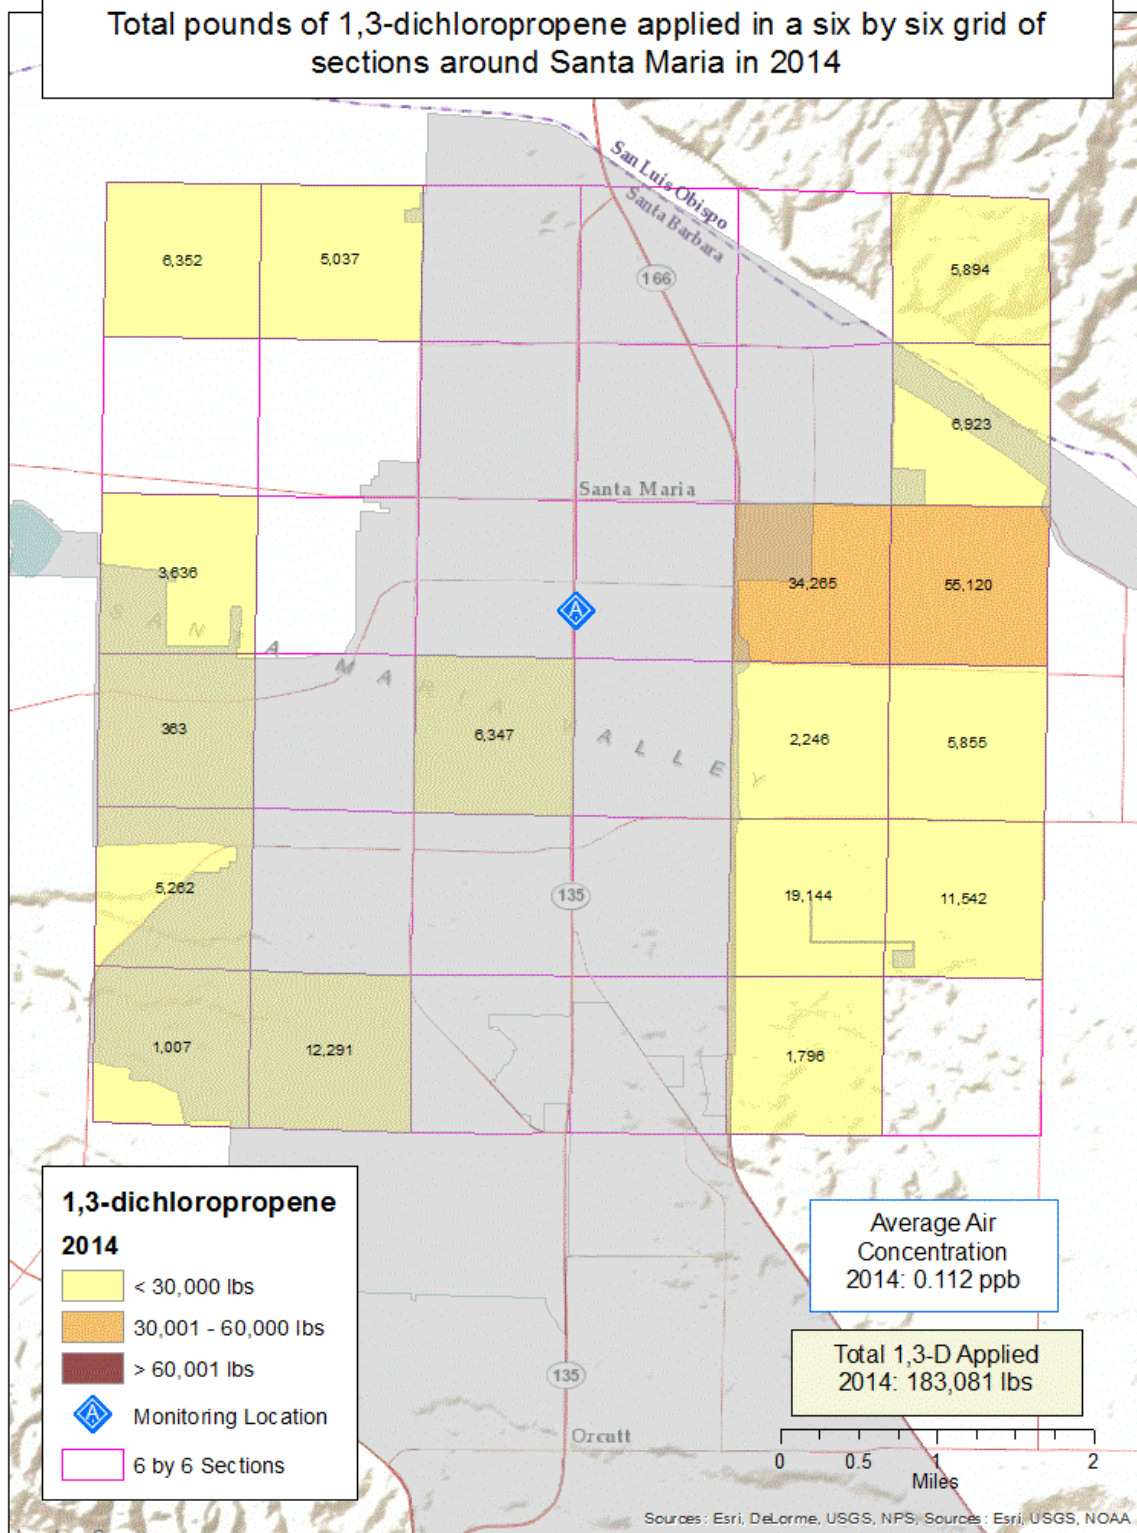 Total pounds of 1,3-dichloropropene applied in a six by six grid of
sections around Santa Maria in 2014
San Luis Obispo
Santa Barbara
166
6,352
5,037
5,894
6,923
Santa Maria
3,636
34,265
55,120
A
SANTA MARIA VALLEY
363
6,347
2,246
5,855
5,262
135
19,144
11,542
1,007
12,291
1,796
1,3-dichloropropene
2014
< 30,000 lbs
30,001 - 60,000 lbs
> 60,001 lbs
A Monitoring Location
6 by 6 Sections
Average Air
Concentration
2014: 0.112 ppb
Total 1,3-D Applied
2014: 183,081 lbs
135
Orcutt
0 0.5 1 2
Miles
Sources: Esri, DeLorme, USGS, NPS, Sources: Esri, USGS, NOAA